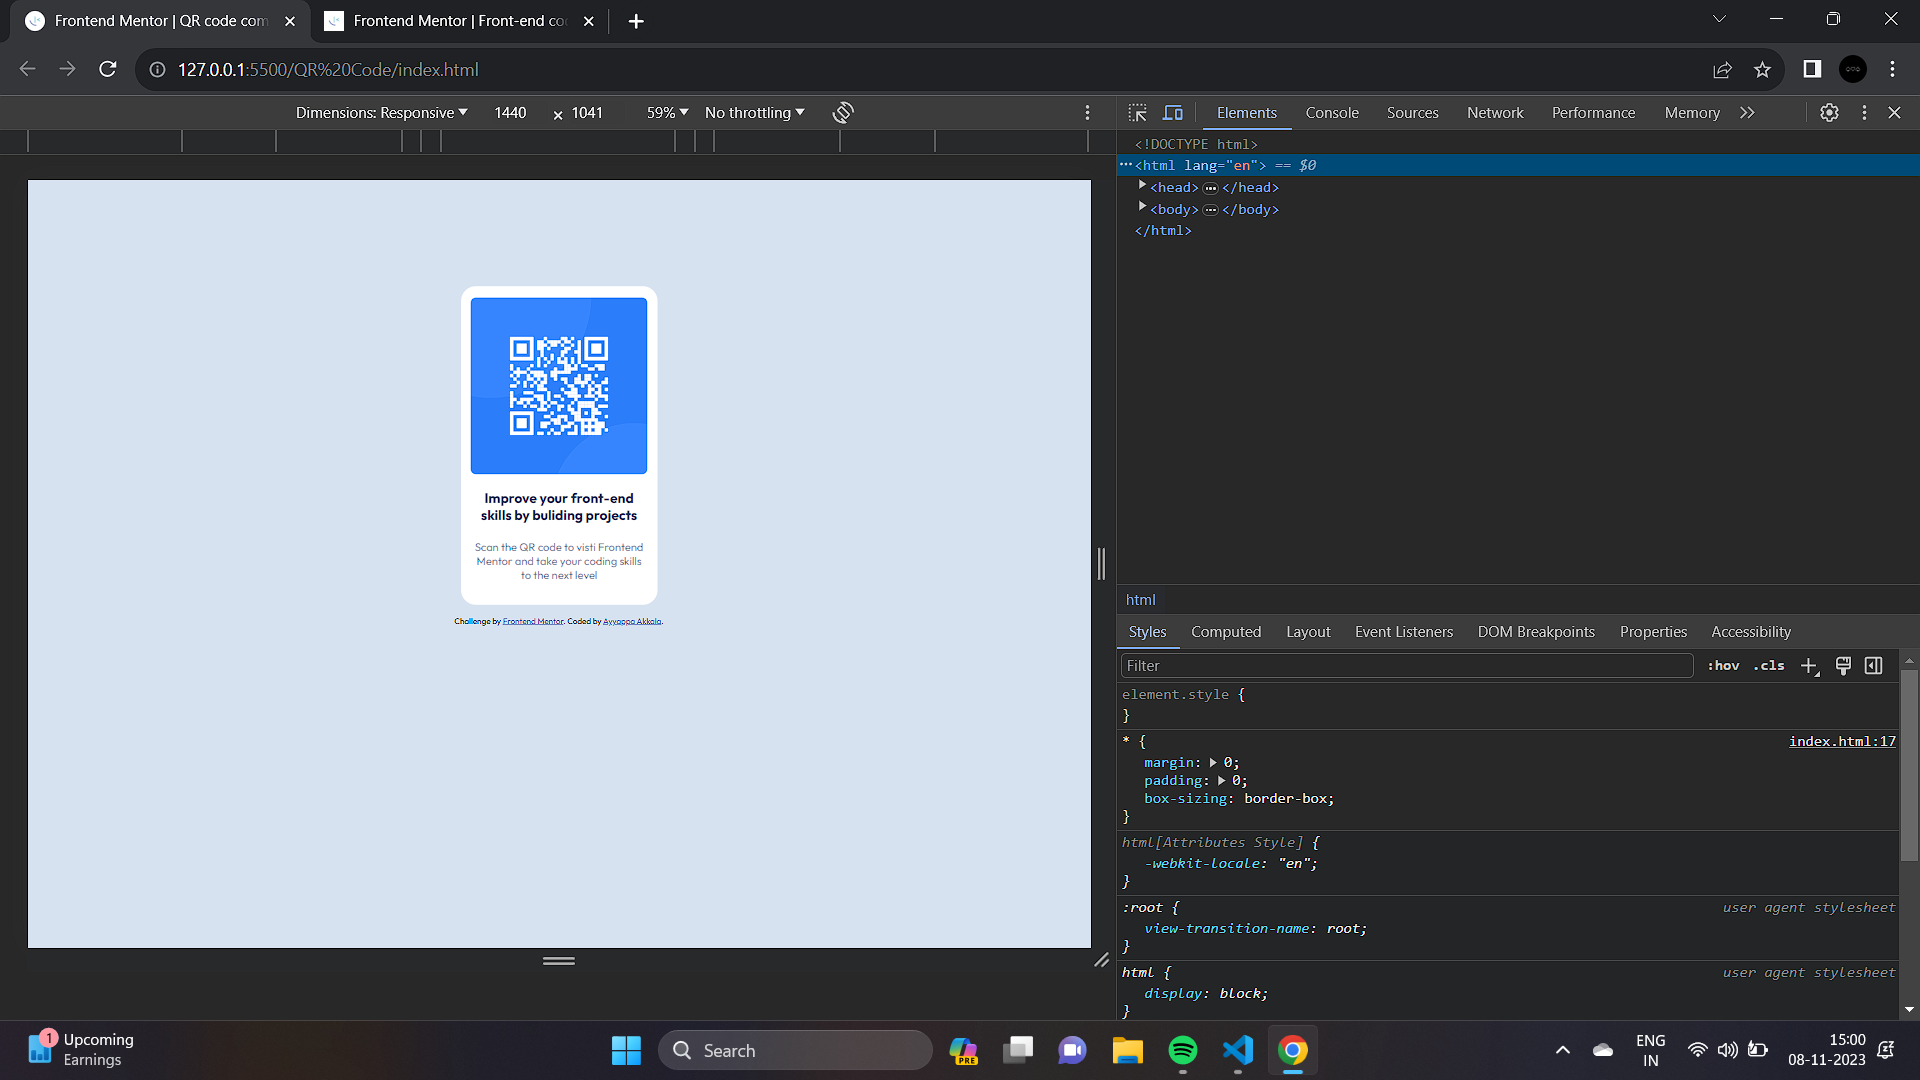 Frontend Mentor | QR code com
Frontend Mentor | Front-end co
127.0.0.1:5500/QR%20Code/index.html
Dimensions: Responsive 1440 × 1041 59% No throttling
Elements Console Sources Network Performance Memory
<!DOCTYPE html>
<html lang="en"> == $0
<head> </head>
<body> </body>
</html>
Improve your front-end
skills by buliding projects
Scan the QR code to visti Frontend
Mentor and take your coding skills
to the next level
Challenge by Frontend Mentor. Coded by Ayyappa Akkala.
html
Styles Computed Layout Event Listeners DOM Breakpoints Properties Accessibility
Filter :hov .cls
element.style {
}
* { index.html:17
margin: 0;
padding: 0;
box-sizing: border-box;
}
html[Attributes Style] {
-webkit-locale: "en";
}
:root { user agent stylesheet
view-transition-name: root;
}
html { user agent stylesheet
display: block;
}
1
Upcoming
Earnings
Search
PRE
ENG
IN
15:00
08-11-2023